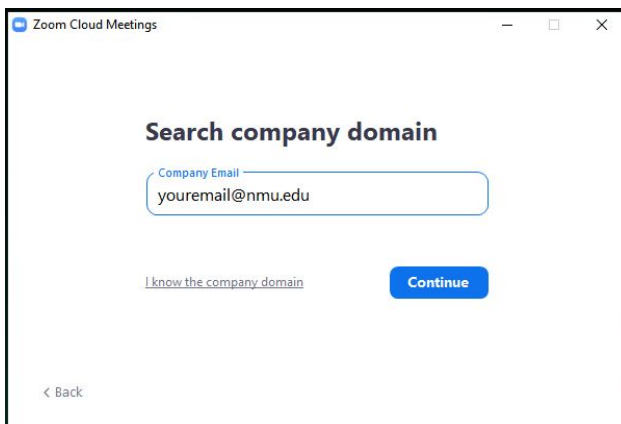 Zoom Cloud Meetings
Search company domain
Company Email
youremail@nmu.edu
I know the company domain
Continue
< Back